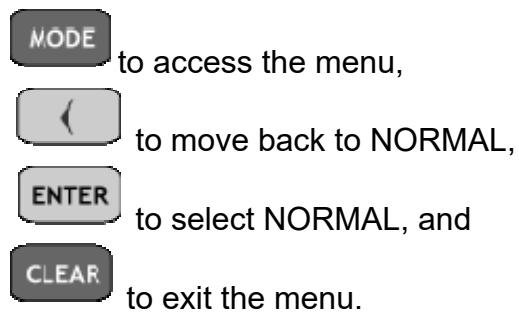 MODE to access the menu,
( to move back to NORMAL,
ENTER to select NORMAL, and
CLEAR to exit the menu.